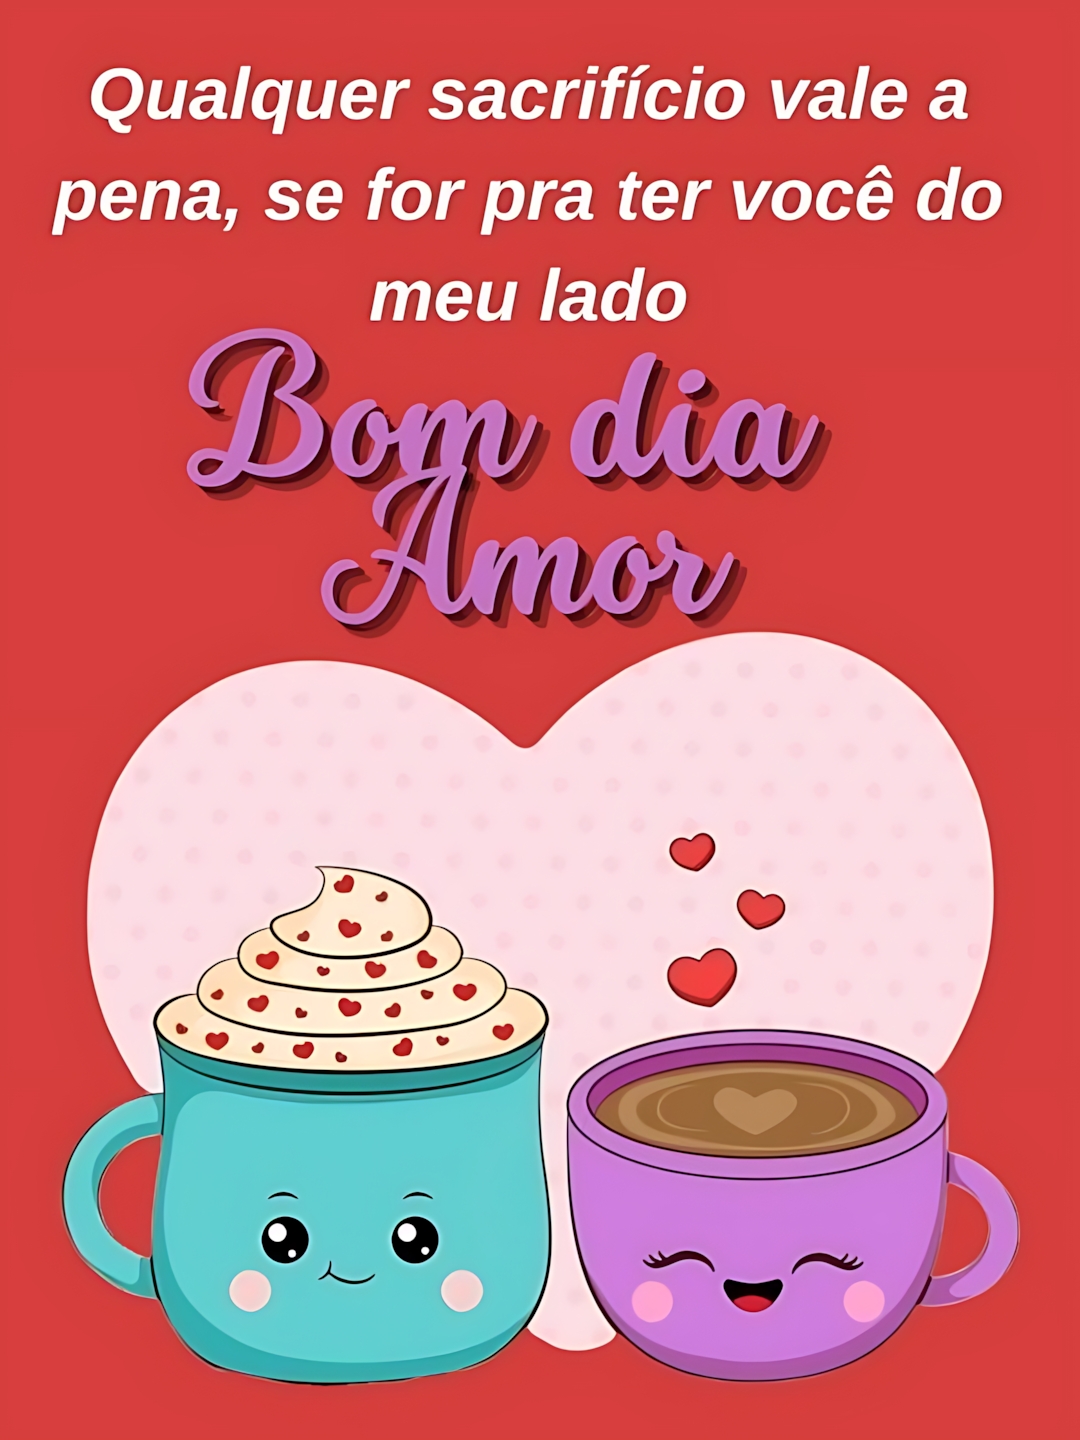 Qualquer sacrifício vale a
pena, se for pra ter você do
meu lado
Bom dia
Amor